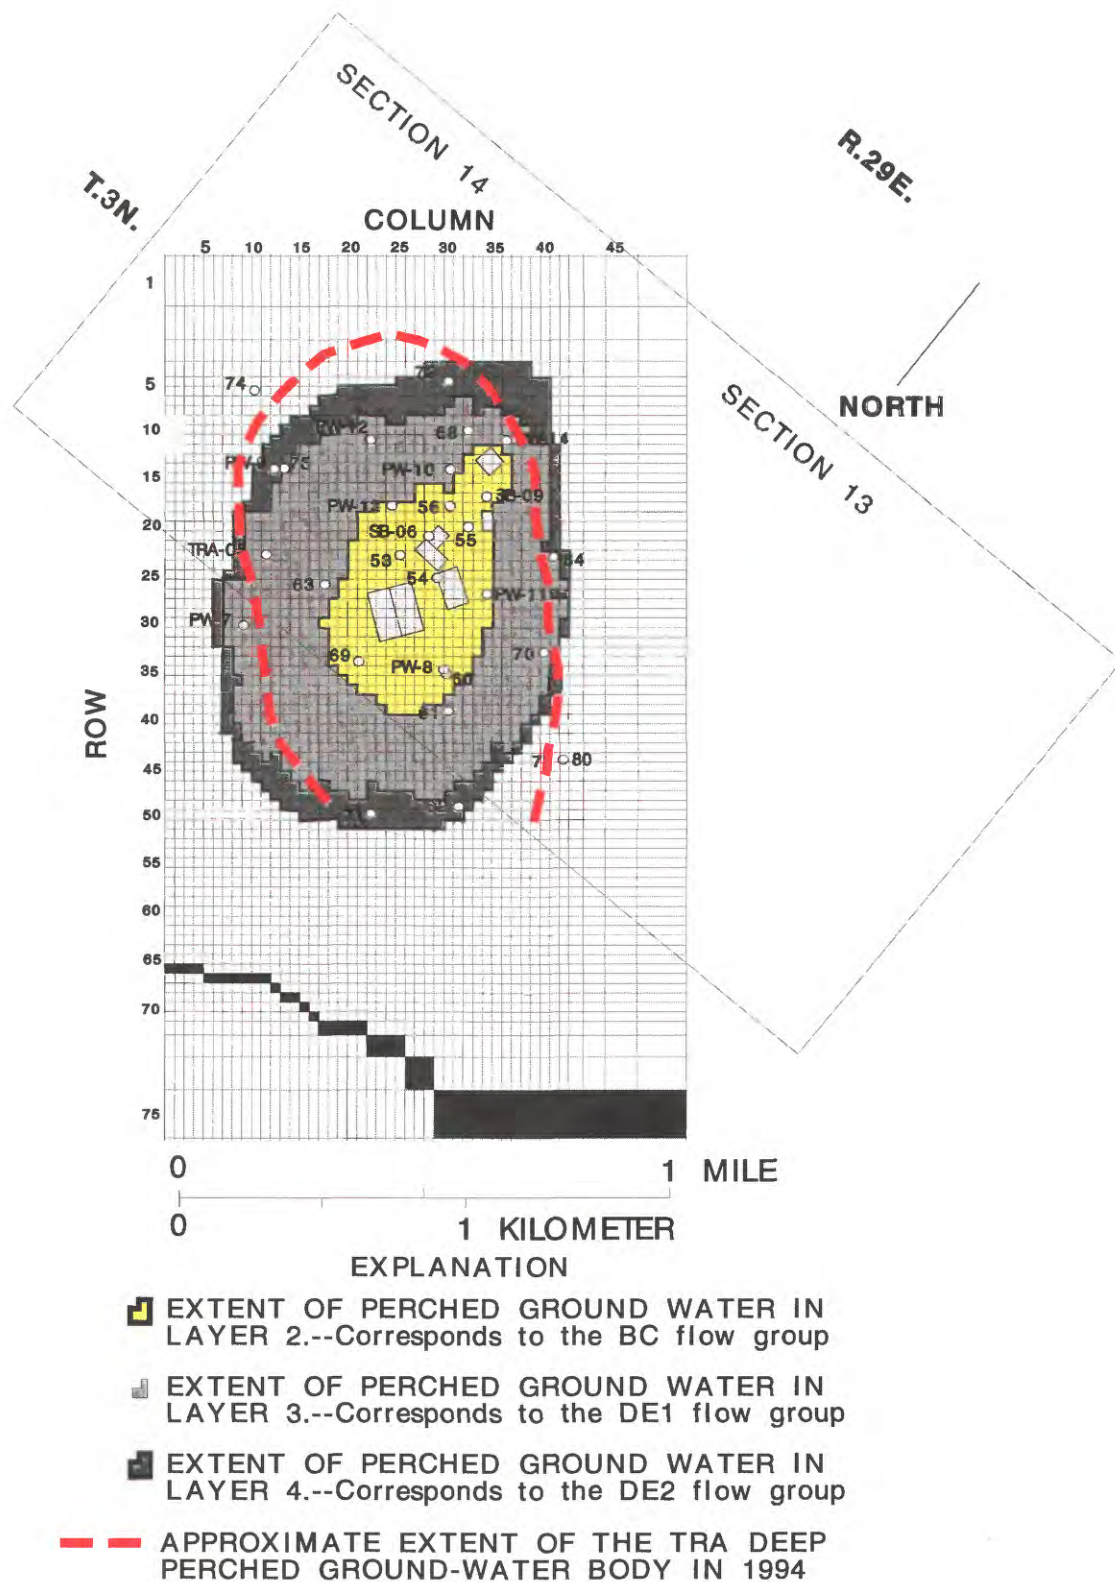 SECTION 14
T.3N.
R.29E.
COLUMN
5 10 15 20 25 30 35 40 45
1
NORTH
SECTION 13
74
5
10
PW-12
68
15
75
PW-10
PW-13
56
20
SB-06
55
TRA-05
53
54
25
63
PW-7
30
70
69
PW-8
60
35
61
ROW
40
80
45
50
55
60
65
70
75
0 1 MILE
0 1 KILOMETER
EXPLANATION
EXTENT OF PERCHED GROUND WATER IN
LAYER 2.--Corresponds to the BC flow group
EXTENT OF PERCHED GROUND WATER IN
LAYER 3.--Corresponds to the DE1 flow group
EXTENT OF PERCHED GROUND WATER IN
LAYER 4.--Corresponds to the DE2 flow group
APPROXIMATE EXTENT OF THE TRA DEEP
PERCHED GROUND-WATER BODY IN 1994